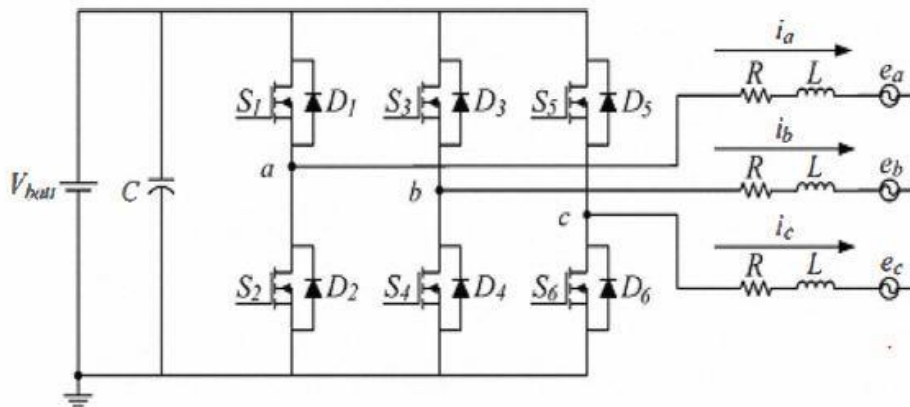 i_a
R L e_a
S_1 D_1 S_3 D_3 S_5 D_5
i_b
a
R L e_b
V_batt C b
c
i_c
R L e_c
S_2 D_2 S_4 D_4 S_6 D_6